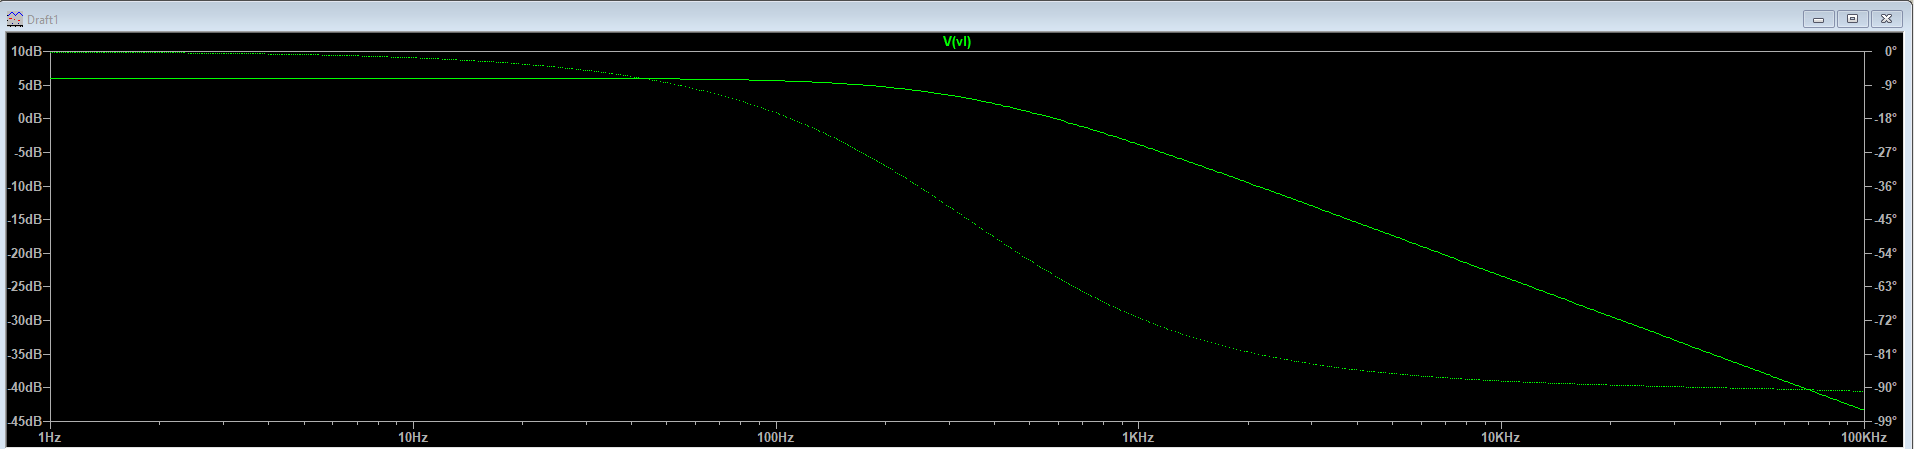 Draft1
V(vl)
10dB 0°
5dB -9°
0dB -18°
-5dB -27°
-10dB -36°
-15dB -45°
-20dB -54°
-25dB -63°
-30dB -72°
-35dB -81°
-40dB -90°
-45dB -99°
1Hz 10Hz 100Hz 1KHz 10KHz 100KHz